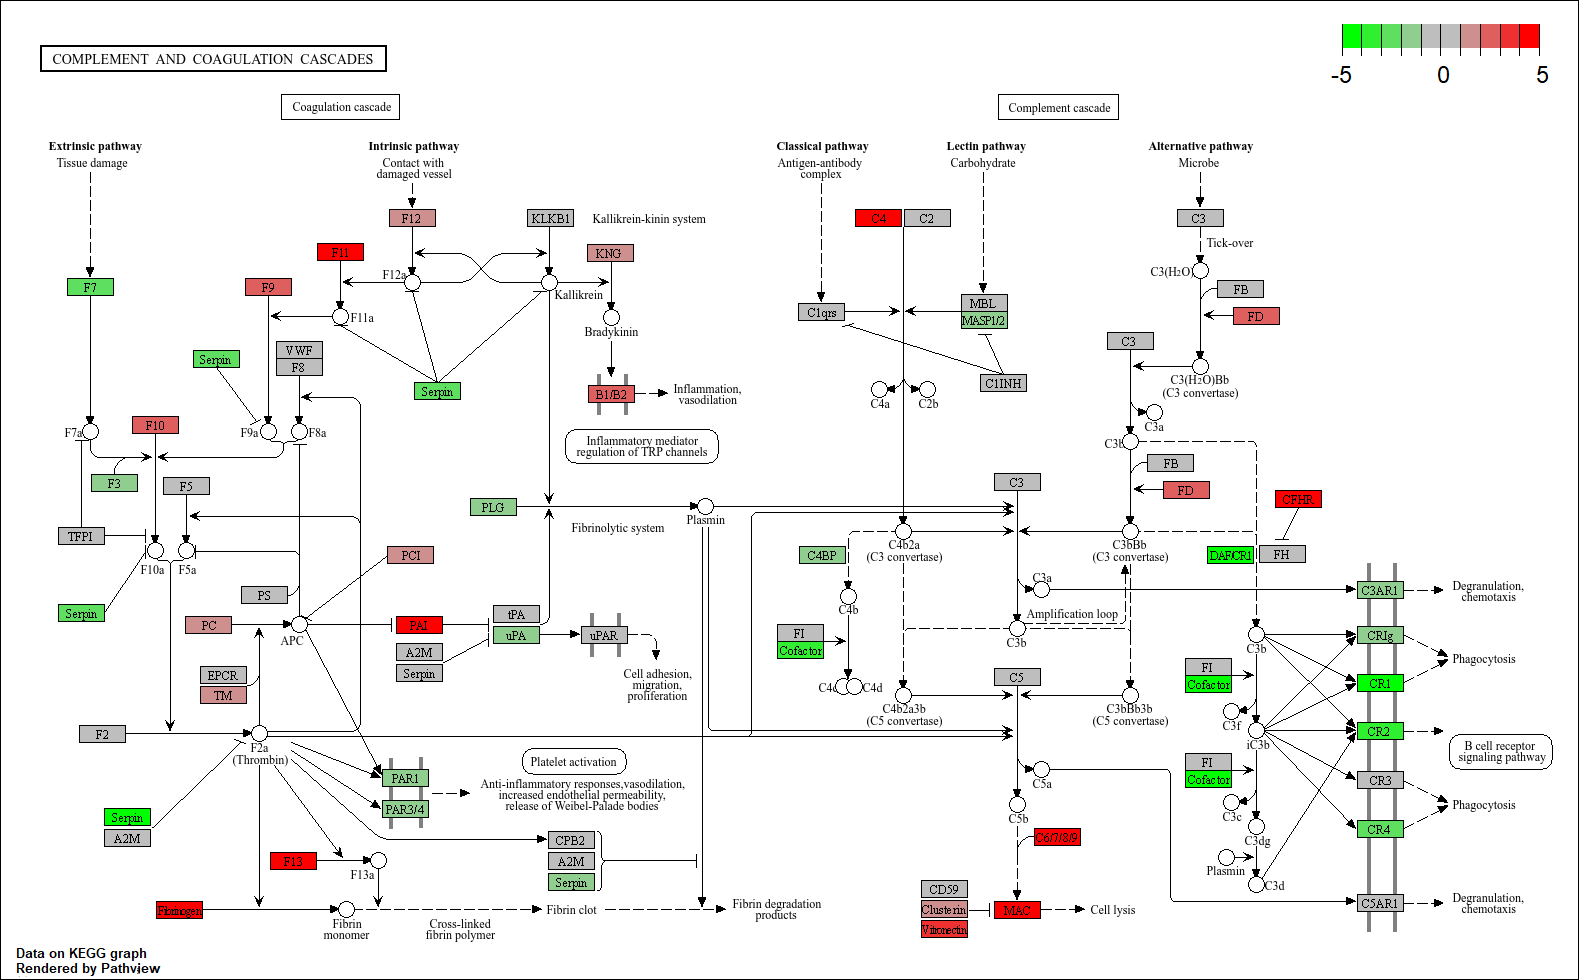 COMPLEMENT AND COAGULATION CASCADES
-5
0
5
Coagulation cascade
Complement cascade
Extrinsic pathway
Tissue damage
Intrinsic pathway
Contact with
damaged vessel
Classical pathway
Antigen-antibody
complex
Lectin pathway
Carbohydrate
Alternative pathway
Microbe
F12
KLKB1
Kallikrein-kinin system
C4
C2
C3
Tick-over
F11
KNG
F12a
Kallikrein
C3(H2O)
F7
F9
FB
MBL
MASP1/2
C1qrs
FD
F11a
Bradykinin
VWF
F8
Serpin
C3
C3(H2O)Bb
(C3 convertase)
C1INH
Serpin
B1/B2
Inflammation,
vasodilation
C4a
C2b
C3a
F10
F7a
F9a
F8a
Inflammatory mediator
regulation of TRP channels
C3b
FB
F3
F5
C3
FD
CFHR
PLG
Plasmin
Fibrinolytic system
TFPI
C4b2a
(C3 convertase)
C3bBb
(C3 convertase)
PCI
C4BP
DAF/CR1
FH
F10a
F5a
C3a
C3AR1
Degranulation,
chemotaxis
PS
C4b
Serpin
tPA
Amplification loop
PC
APC
PAI
uPA
uPAR
FI
Cofactor
C3b
C3b
CRIg
A2M
Serpin
Phagocytosis
EPCR
TM
Cell adhesion,
migration,
proliferation
C4c
C4d
C5
FI
Cofactor
CR1
C4b2a3b
(C5 convertase)
C3bBb3b
(C5 convertase)
C3f
F2
F2a
(Thrombin)
iC3b
CR2
B cell receptor
signaling pathway
Platelet activation
PAR1
PAR3/4
Anti-inflammatory responses,vasodilation,
increased endothelial permeability,
release of Weibel-Palade bodies
C5a
FI
Cofactor
CR3
C3c
Phagocytosis
Serpin
A2M
C5b
CPB2
A2M
Serpin
C6/7/8/9
C3dg
CR4
F13
F13a
Plasmin
C3d
CD59
Clusterin
Vitronectin
MAC
Cell lysis
C5AR1
Degranulation,
chemotaxis
Fibrinogen
Fibrin
monomer
Cross-linked
fibrin polymer
Fibrin clot
Fibrin degradation
products
Data on KEGG graph
Rendered by Pathview